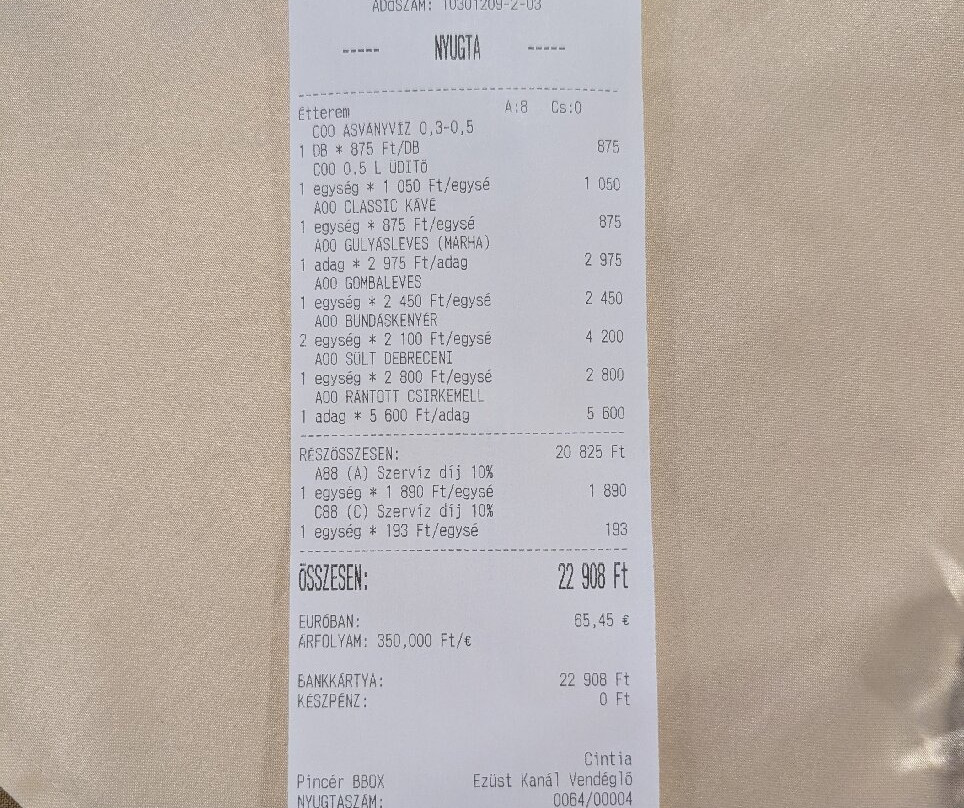 ADÓSZÁM: 10301209-2-03
----- NYUGTA -----
Étterem A:8 Cs:0
C00 ÁSVÁNYVÍZ 0,3-0,5
1 DB * 875 Ft/DB 875
C00 0.5 L ÜDITŐ
1 egység * 1 050 Ft/egysé 1 050
A00 CLASSIC KÁVÉ
1 egység * 875 Ft/egysé 875
A00 GULYÁSLEVES (MARHA)
1 adag * 2 975 Ft/adag 2 975
A00 GOMBALEVES
1 egység * 2 450 Ft/egysé 2 450
A00 BUNDÁSKENYÉR
2 egység * 2 100 Ft/egysé 4 200
A00 SÜLT DEBRECENI
1 egység * 2 800 Ft/egysé 2 800
A00 RÁNTOTT CSIRKEMELL
1 adag * 5 600 Ft/adag 5 600
RÉSZÖSSZESEN: 20 825 Ft
A88 (A) Szervíz díj 10%
1 egység * 1 890 Ft/egysé 1 890
C88 (C) Szervíz díj 10%
1 egység * 193 Ft/egysé 193
ÖSSZESEN: 22 908 Ft
EURÓBAN: 65,45 €
ÁRFOLYAM: 350,000 Ft/€
BANKKÁRTYA: 22 908 Ft
KÉSZPÉNZ: 0 Ft
Cintia
Pincér BBOX Ezüst Kanál Vendéglő
NYUGTASZÁM: 0064/00004